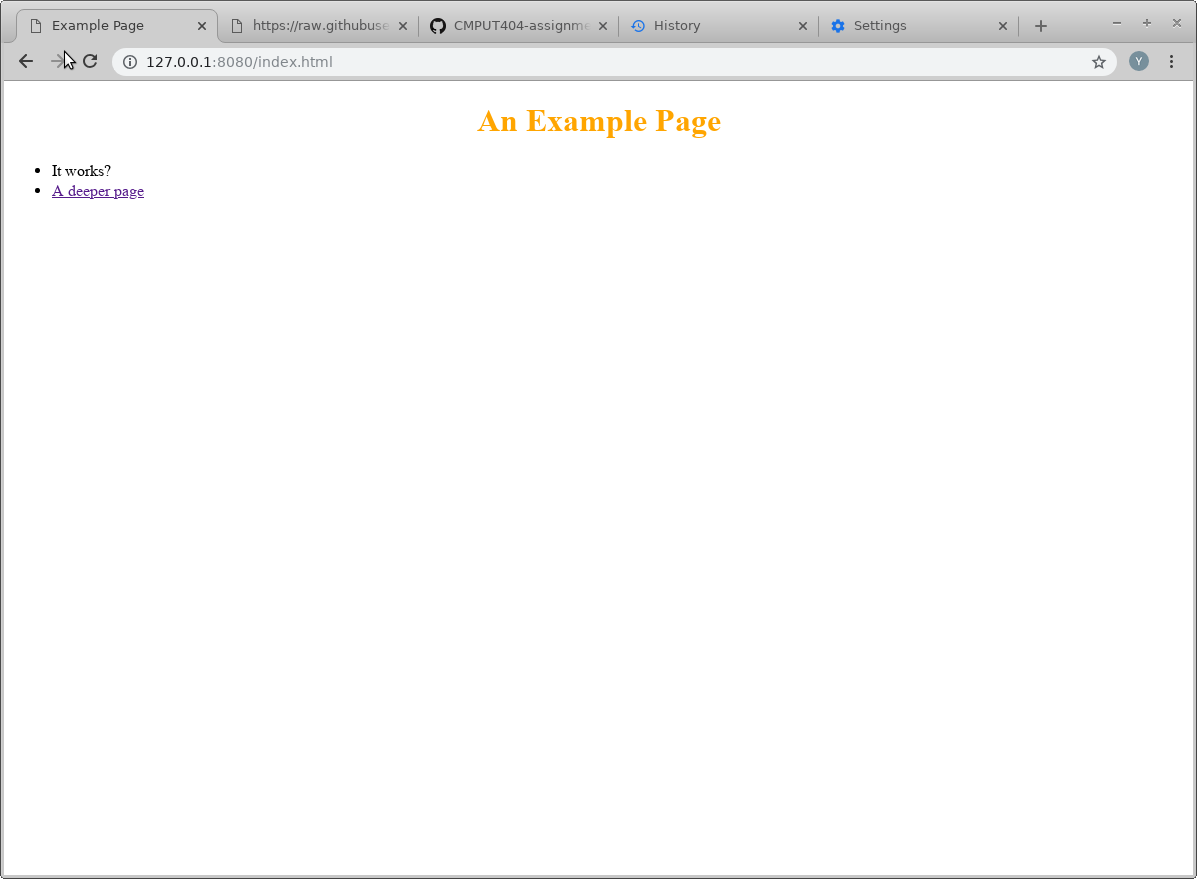 Example Page
https://raw.githubuse
CMPUT404-assignme
History
Settings
127.0.0.1:8080/index.html
Y
An Example Page
It works?
A deeper page